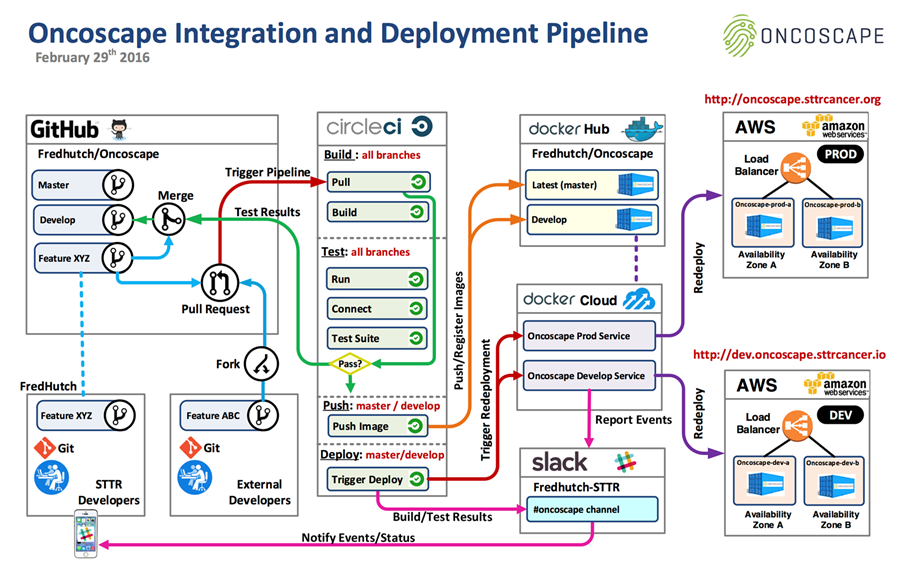 Oncoscape Integration and Deployment Pipeline
February 29th 2016
ONCOSCAPE
http://oncoscape.sttrcancer.org
GitHub
Fredhutch/Oncoscape
Master
Develop
Feature XYZ
Merge
Pull Request
Trigger Pipeline
Test Results
Fork
FredHutch
Feature XYZ
Git
STTR
Developers
Feature ABC
Git
External
Developers
circleci
Build : all branches
Pull
Build
Test: all branches
Run
Connect
Test Suite
Pass?
Push: master / develop
Push Image
Deploy: master/develop
Trigger Deploy
Push/Register Images
Trigger Redeployment
Build/Test Results
Notify Events/Status
docker Hub
Fredhutch/Oncoscape
Latest (master)
Develop
docker Cloud
Oncoscape Prod Service
Oncoscape Develop Service
Report Events
slack
Fredhutch-STTR
#oncoscape channel
Redeploy
Redeploy
AWS
amazon
webservices
PROD
Load
Balancer
Oncoscape-prod-a
Oncoscape-prod-b
Availability
Zone A
Availability
Zone B
http://dev.oncoscape.sttrcancer.io
AWS
amazon
webservices
DEV
Load
Balancer
Oncoscape-dev-a
Oncoscape-dev-b
Availability
Zone A
Availability
Zone B